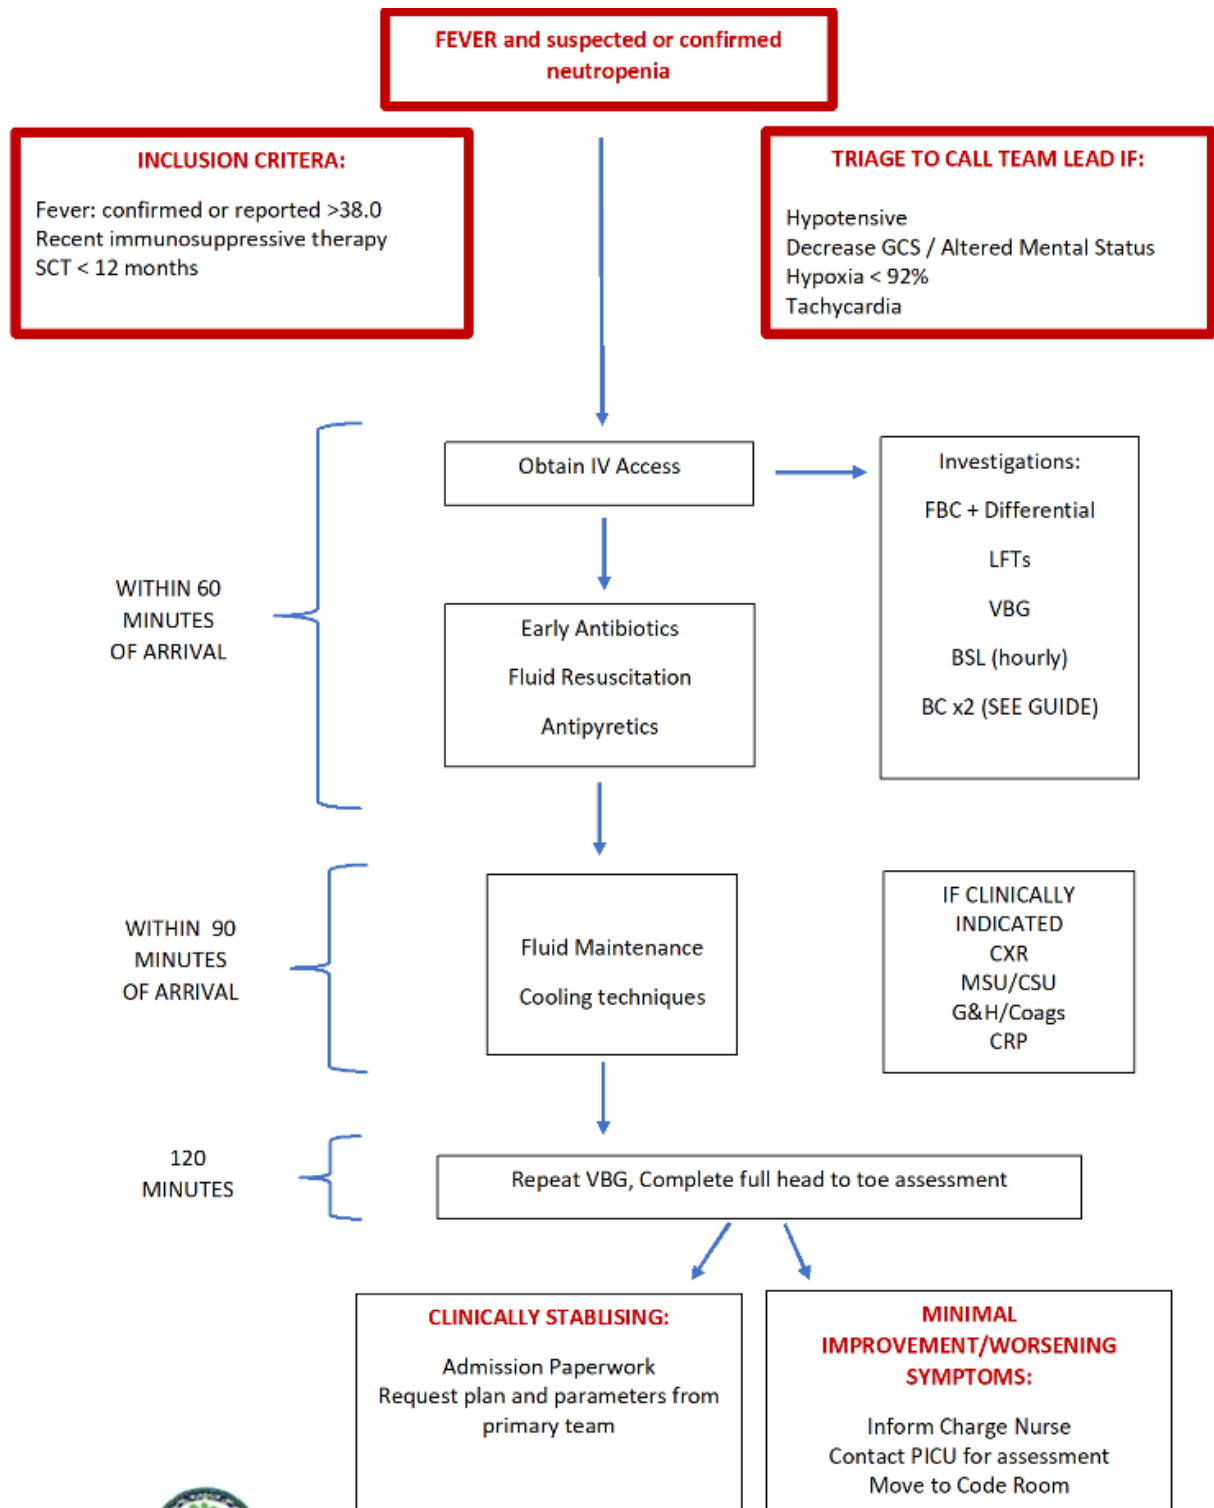 FEVER and suspected or confirmed
neutropenia
INCLUSION CRITERA:
Fever: confirmed or reported >38.0
Recent immunosuppressive therapy
SCT < 12 months
TRIAGE TO CALL TEAM LEAD IF:
Hypotensive
Decrease GCS / Altered Mental Status
Hypoxia < 92%
Tachycardia
Obtain IV Access
Investigations:
FBC + Differential
LFTs
VBG
BSL (hourly)
BC x2 (SEE GUIDE)
WITHIN 60
MINUTES
OF ARRIVAL
Early Antibiotics
Fluid Resuscitation
Antipyretics
WITHIN 90
MINUTES
OF ARRIVAL
Fluid Maintenance
Cooling techniques
IF CLINICALLY
INDICATED
CXR
MSU/CSU
G&H/Coags
CRP
120
MINUTES
Repeat VBG, Complete full head to toe assessment
CLINICALLY STABLISING:
Admission Paperwork
Request plan and parameters from
primary team
MINIMAL
IMPROVEMENT/WORSENING
SYMPTOMS:
Inform Charge Nurse
Contact PICU for assessment
Move to Code Room